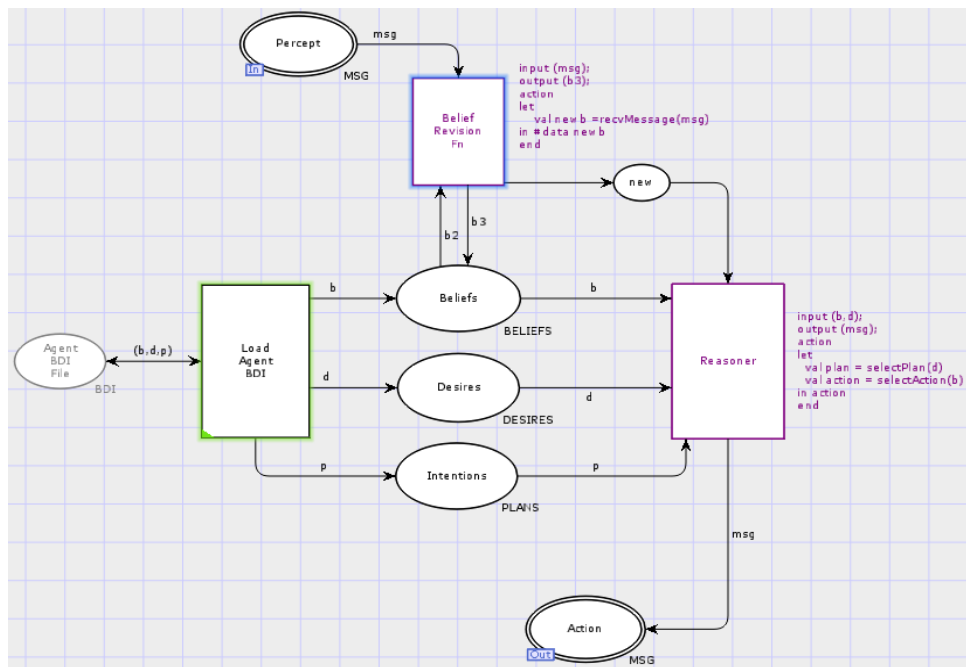 Percept
In
MSG
msg
Belief
Revision
Fn
input (msg);
output (b3);
action
let
val newb =recvMessage(msg)
in #data newb
end
new
b2
b3
Agent
BDI
File
BDI
(b,d,p)
Load
Agent
BDI
b
Beliefs
BELIEFS
b
d
Desires
DESIRES
d
p
Intentions
PLANS
p
Reasoner
input (b,d);
output (msg);
action
let
val plan = selectPlan(d)
val action = selectAction(b)
in action
end
msg
Action
Out
MSG